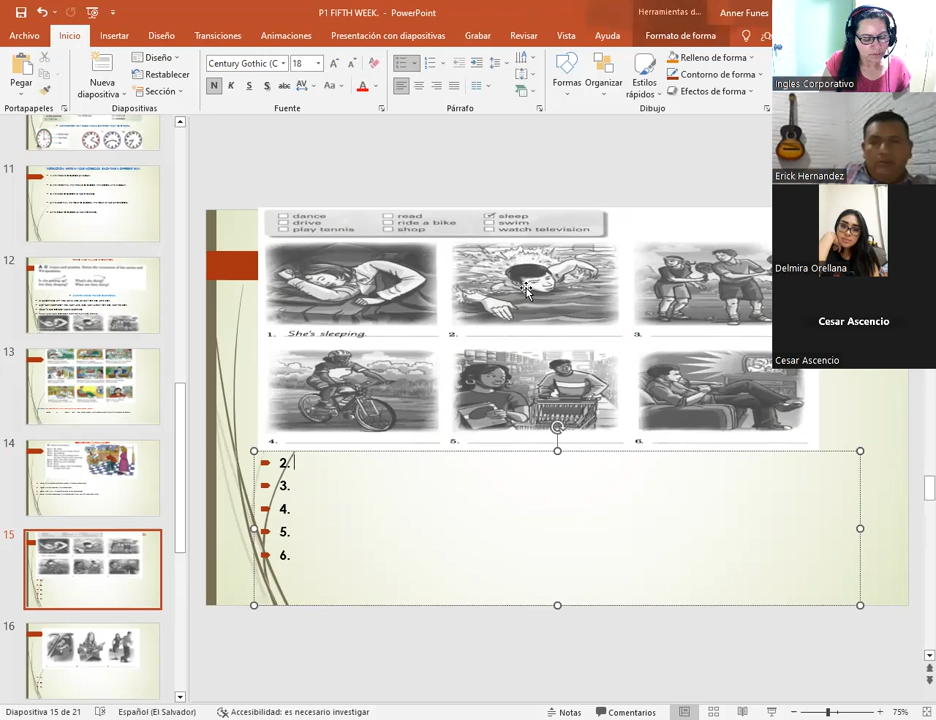 P1 FIFTH WEEK. - PowerPoint
Herramientas d...
Anner Funes
Archivo
Inicio
Insertar
Diseño
Transiciones
Animaciones
Presentación con diapositivas
Grabar
Revisar
Vista
Ayuda
Formato de forma
Pegar
Nueva diapositiva
Diseño
Restablecer
Sección
Century Gothic (C
18
N K S abc AV Aa A
Formas
Organizar
Estilos rápidos
Relleno de forma
Contorno de forma
Efectos de forma
Portapapeles
Diapositivas
Fuente
Párrafo
Dibujo
Ingles Corporativo
Erick Hernandez
Delmira Orellana
Cesar Ascencio
Cesar Ascencio
11
12
13
14
15
16
dance read sleep
drive ride a bike swim
play tennis shop watch television
1. She's sleeping. 2. 3.
4. 5. 6.
2.
3.
4.
5.
6.
Diapositiva 15 de 21
Español (El Salvador)
Accesibilidad: es necesario investigar
Notas
Comentarios
75%